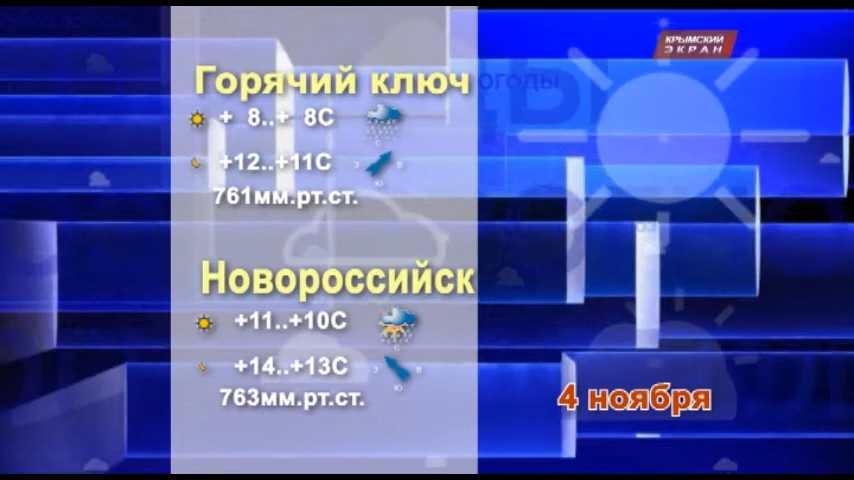 КРЫМСКИЙ
ЭКРАН
Горячий ключ
+ 8..+ 8С
+12..+11С
761мм.рт.ст.
Новороссийск
+11..+10С
+14..+13С
763мм.рт.ст.
4 ноября